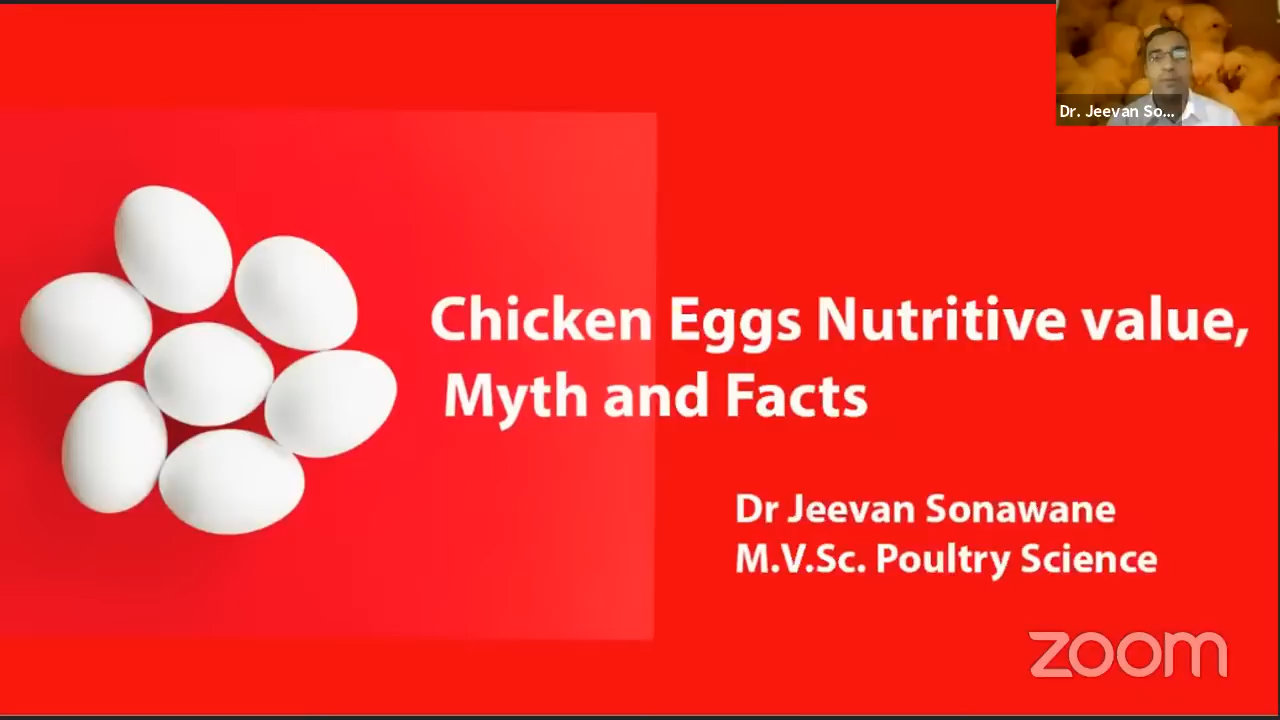 Dr. Jeevan So...
Chicken Eggs Nutritive value,
Myth and Facts
Dr Jeevan Sonawane
M.V.Sc. Poultry Science
zoom